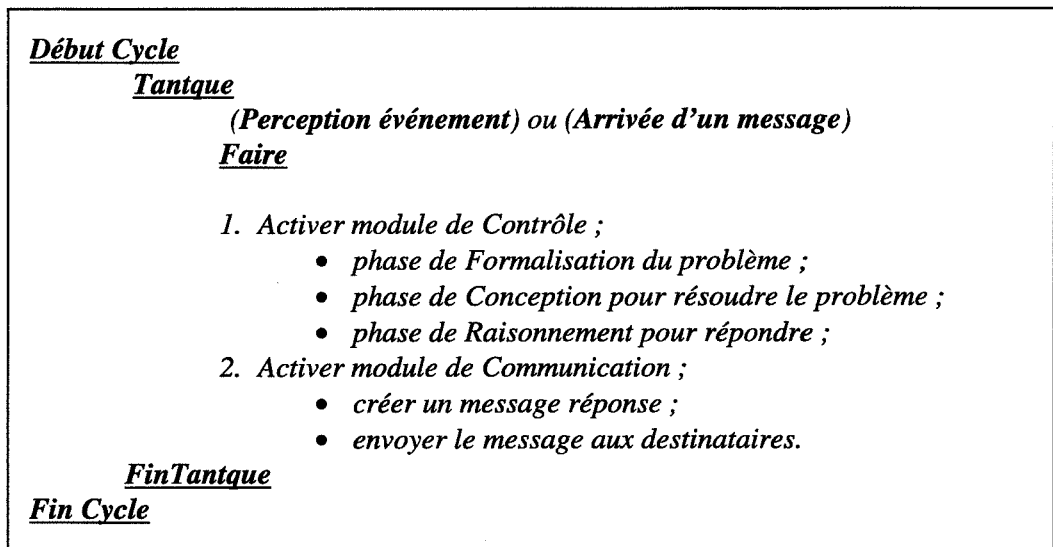 Début Cycle
Tantque
(Perception événement) ou (Arrivée d'un message)
Faire
1. Activer module de Contrôle ;
• phase de Formalisation du problème ;
• phase de Conception pour résoudre le problème ;
• phase de Raisonnement pour répondre ;
2. Activer module de Communication ;
• créer un message réponse ;
• envoyer le message aux destinataires.
FinTantque
Fin Cycle